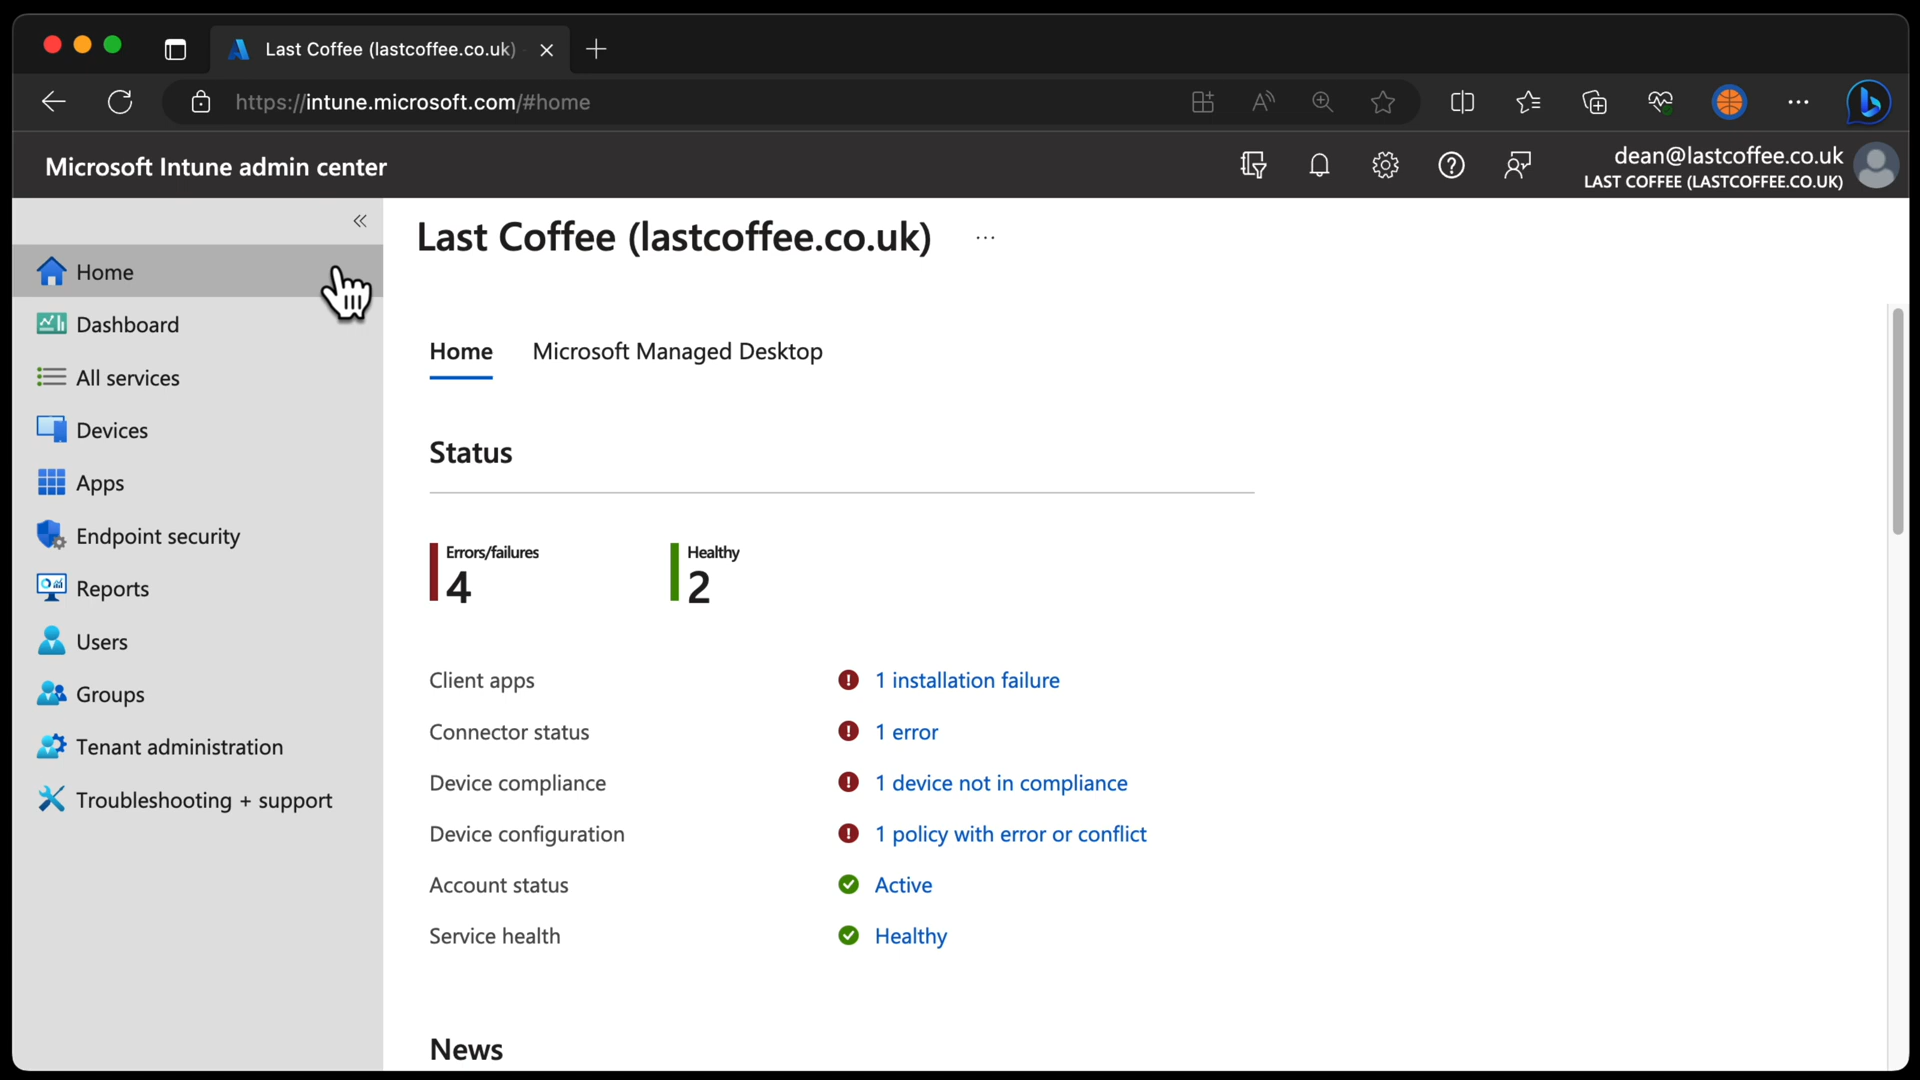 Last Coffee (lastcoffee.co.uk)
https://intune.microsoft.com/#home
Microsoft Intune admin center
dean@lastcoffee.co.uk
LAST COFFEE (LASTCOFFEE.CO.UK)
Home
Dashboard
All services
Devices
Apps
Endpoint security
Reports
Users
Groups
Tenant administration
Troubleshooting + support
Last Coffee (lastcoffee.co.uk) ...
Home Microsoft Managed Desktop
Status
Errors/failures
4
Healthy
2
Client apps 1 installation failure
Connector status 1 error
Device compliance 1 device not in compliance
Device configuration 1 policy with error or conflict
Account status Active
Service health Healthy
News